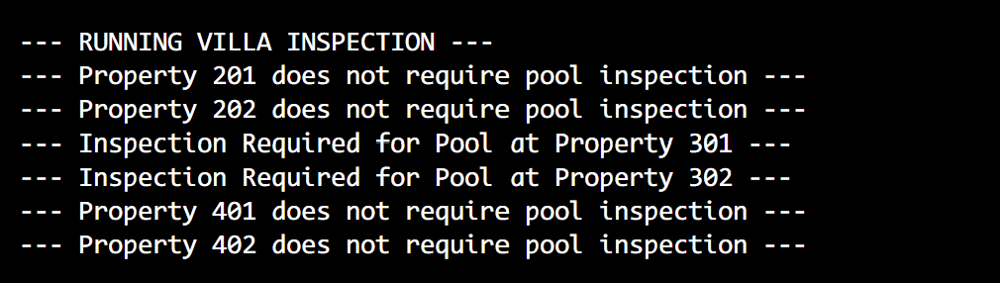 --- RUNNING VILLA INSPECTION ---
--- Property 201 does not require pool inspection ---
--- Property 202 does not require pool inspection ---
--- Inspection Required for Pool at Property 301 ---
--- Inspection Required for Pool at Property 302 ---
--- Property 401 does not require pool inspection ---
--- Property 402 does not require pool inspection ---